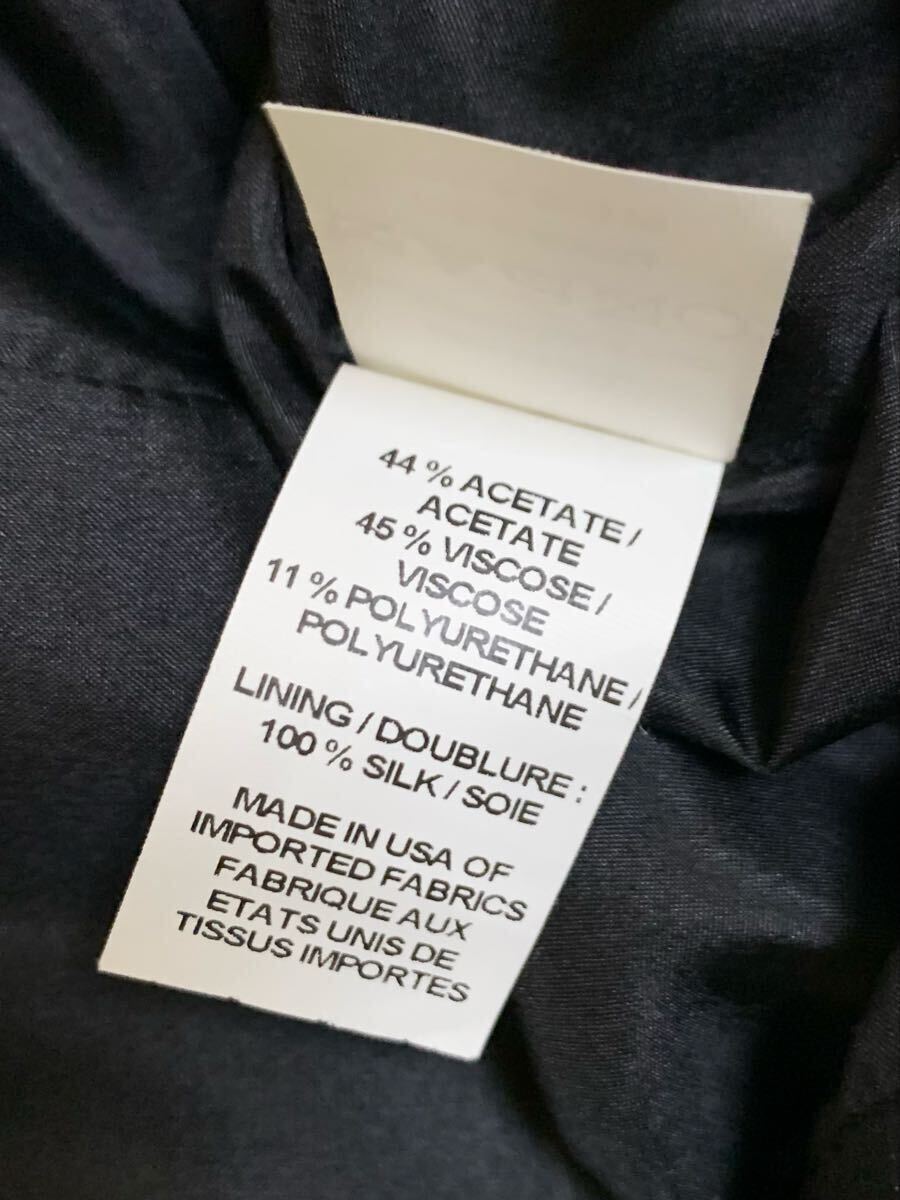 44 % ACETATE /
ACETATE
45 % VISCOSE /
VISCOSE
11 % POLYURETHANE /
POLYURETHANE
LINING / DOUBLURE :
100 % SILK / SOIE
MADE IN USA OF
IMPORTED FABRICS
FABRIQUE AUX
ETATS UNIS DE
TISSUS IMPORTES